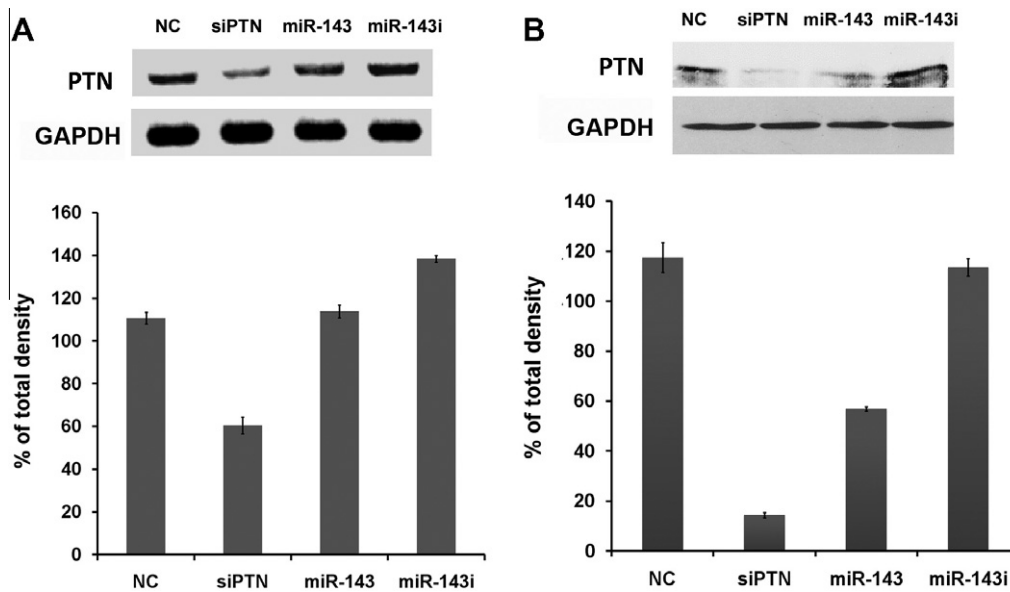 A
NC siPTN miR-143 miR-143i
PTN
GAPDH
% of total density
160
140
120
100
80
60
40
20
0
NC siPTN miR-143 miR-143i
B
NC siPTN miR-143 miR-143i
PTN
GAPDH
% of total density
140
120
100
80
60
40
20
0
NC siPTN miR-143 miR-143i